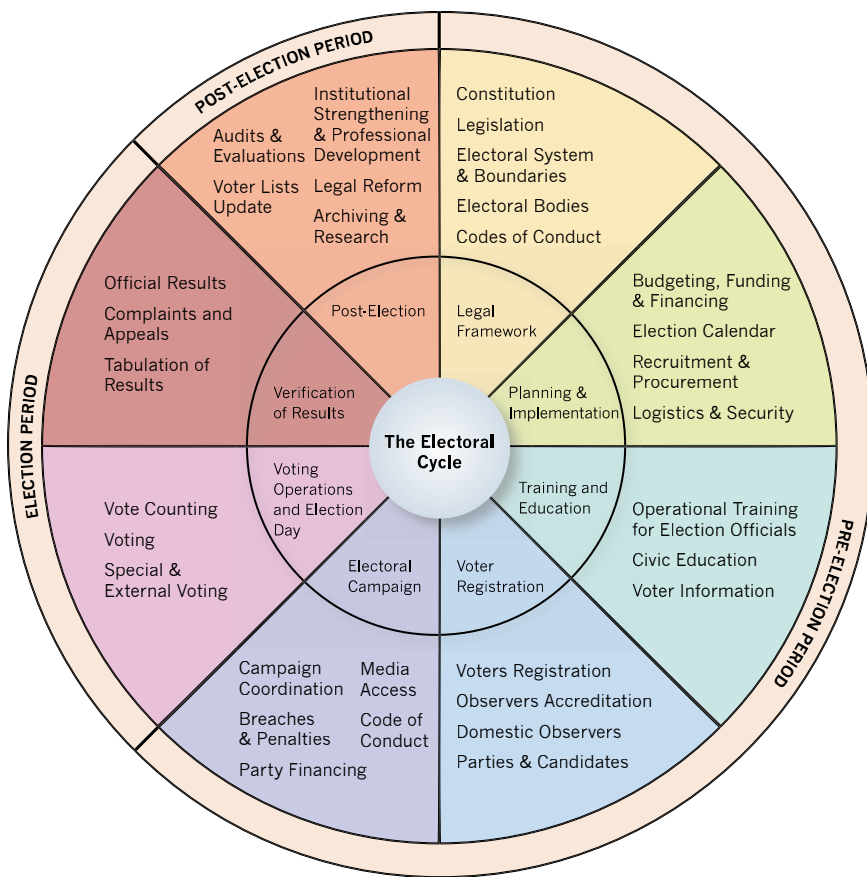 POST-ELECTION PERIOD
Institutional
Strengthening
& Professional
Development
Legal Reform
Archiving &
Research
Audits &
Evaluations
Voter Lists
Update
Post-Election
Constitution
Legislation
Electoral System
& Boundaries
Electoral Bodies
Codes of Conduct
Legal
Framework
Budgeting, Funding
& Financing
Election Calendar
Recruitment &
Procurement
Logistics & Security
Planning &
Implementation
PRE-ELECTION PERIOD
Operational Training
for Election Officials
Civic Education
Voter Information
Training and
Education
Voters Registration
Observers Accreditation
Domestic Observers
Parties & Candidates
Voter
Registration
Campaign
Coordination
Breaches
& Penalties
Party Financing
Media
Access
Code of
Conduct
Electoral
Campaign
ELECTION PERIOD
Vote Counting
Voting
Special &
External Voting
Voting
Operations
and Election
Day
Official Results
Complaints and
Appeals
Tabulation of
Results
Verification
of Results
The Electoral
Cycle